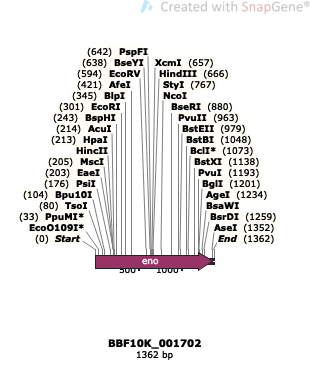 Created with SnapGene®
(642) PspFI
(638) BseYI XcmI (657)
(594) EcoRV HindIII (666)
(421) AfeI StyI (767)
(345) BlpI NcoI
(301) EcoRI BseRI (880)
(243) BspHI PvuII (963)
(214) AcuI BstEII (979)
(213) HpaI BstBI (1048)
HincII BclI* (1073)
(205) MscI BstXI (1138)
(203) EaeI PvuI (1193)
(176) PsiI BglI (1201)
(104) Bpu10I AgeI (1234)
(80) TsoI BsaWI
(33) PpuMI* BsrDI (1259)
EcoO109I* AseI (1352)
(0) Start End (1362)
eno
500 1000
BBF10K_001702
1362 bp